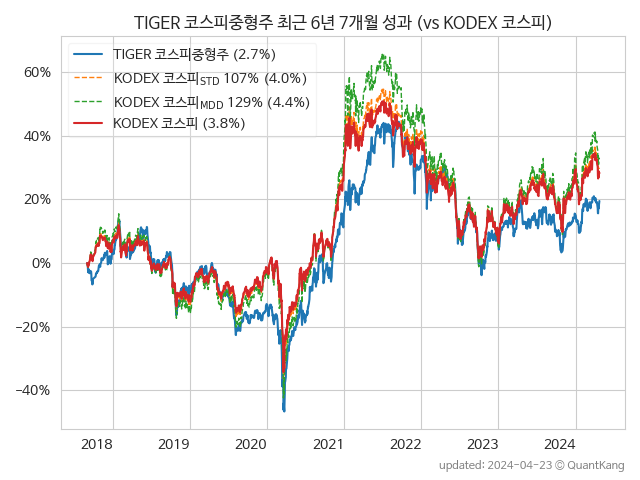 TIGER 코스피중형주 최근 6년 7개월 성과 (vs KODEX 코스피)
TIGER 코스피중형주 (2.7%)
KODEX 코스피STD 107% (4.0%)
KODEX 코스피MDD 129% (4.4%)
KODEX 코스피 (3.8%)
60%
40%
20%
0%
−20%
−40%
2018 2019 2020 2021 2022 2023 2024
updated: 2024-04-23 © QuantKang